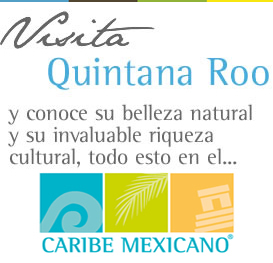 Visita
Quintana Roo
y conoce su belleza natural
y su invaluable riqueza
cultural, todo esto en el...
CARIBE MEXICANO®